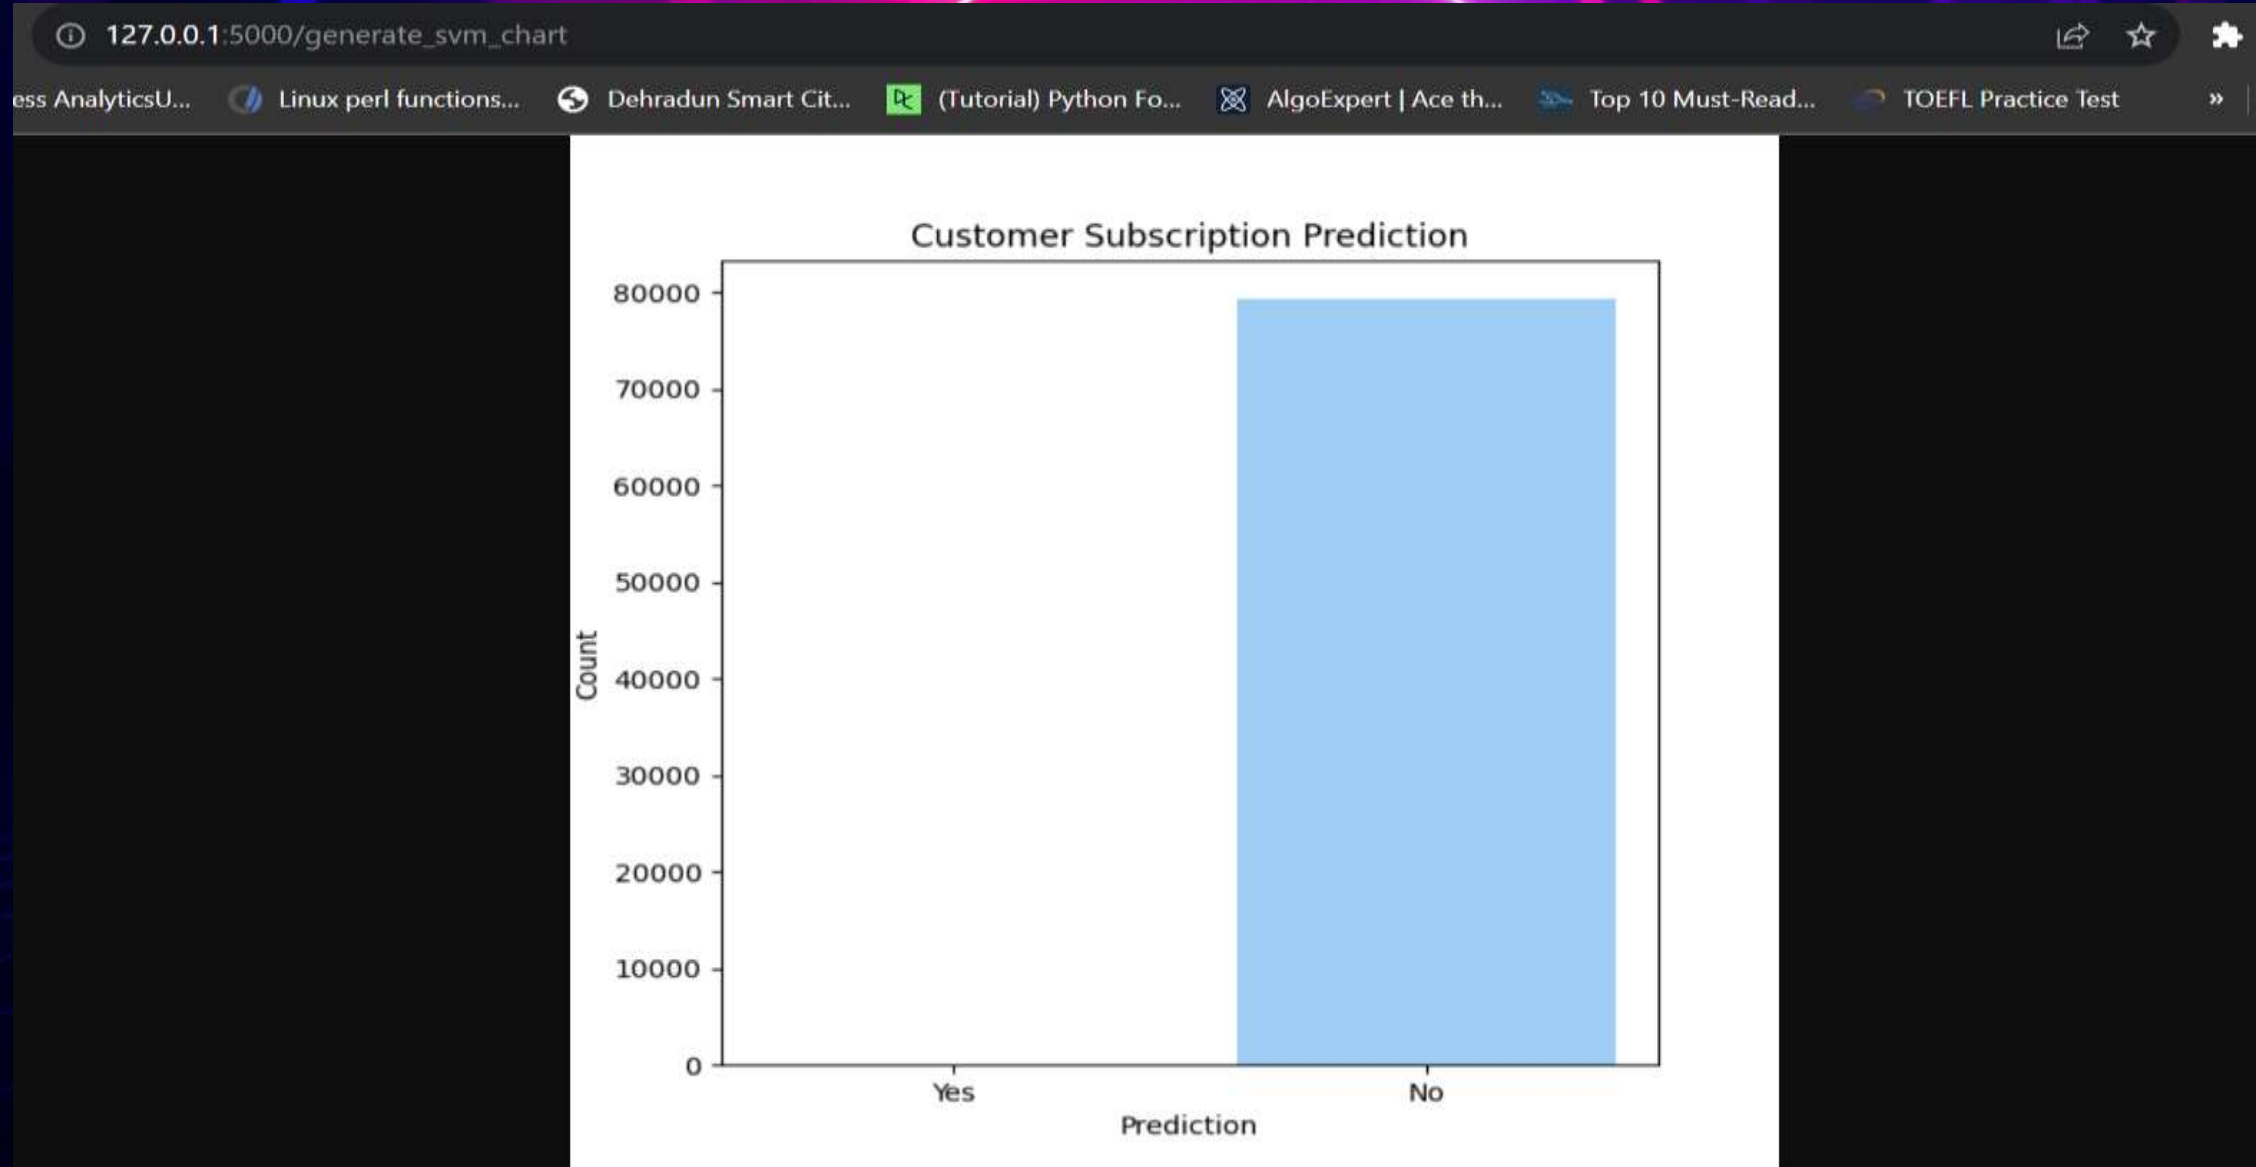 127.0.0.1:5000/generate_svm_chart
ess AnalyticsU... Linux perl functions... Dehradun Smart Cit... (Tutorial) Python Fo... AlgoExpert | Ace th... Top 10 Must-Read... TOEFL Practice Test »
Customer Subscription Prediction
80000
70000
60000
50000
Count
40000
30000
20000
10000
0
Yes No
Prediction